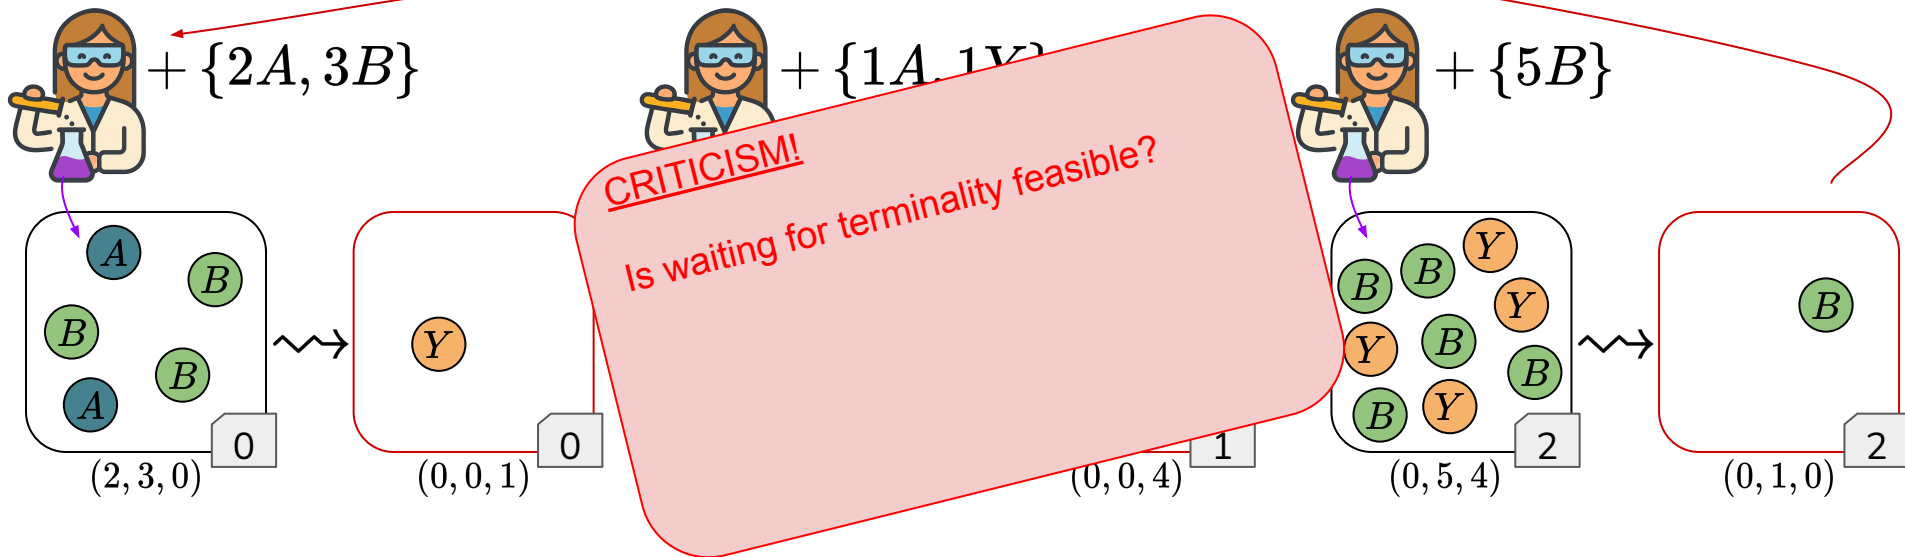 + {2A, 3B}
+ {1A, 1Y}
+ {5B}
CRITICISM!
Is waiting for terminality feasible?
A
B
B
B
A
0
(2, 3, 0)
Y
0
(0, 0, 1)
1
(0, 0, 4)
Y
B
B
Y
Y
B
B
B
Y
2
(0, 5, 4)
B
2
(0, 1, 0)